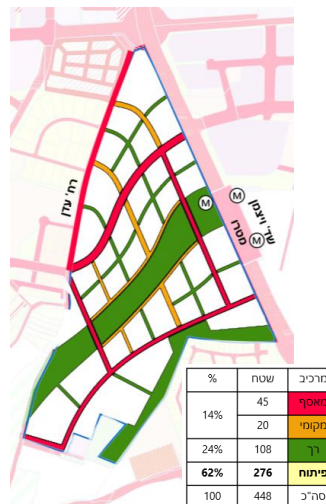 רח' עדן
M
M
M
שד' ויצמן
מטרו
מרכיב שטח %
מאסף 45 14%
מקומי 20
רך 108 24%
פיתוח 276 62%
סה"כ 448 100